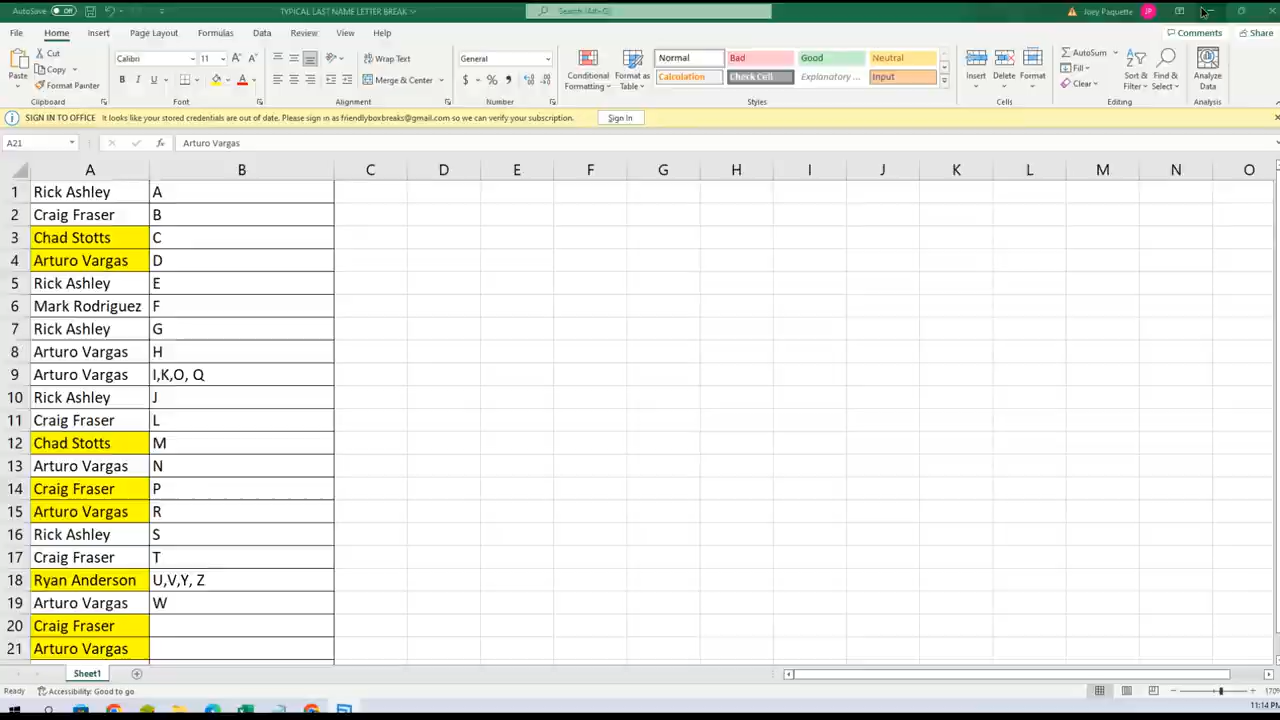 AutoSave Off TYPICAL LAST NAME LETTER BREAK Search (Alt+Q) Joey Paquette JP
File Home Insert Page Layout Formulas Data Review View Help Comments Share
Paste Cut Copy Format Painter Clipboard
Calibri 11 A A B I U A Font
Wrap Text Merge & Center Alignment
General $ % , Number
Conditional Formatting Format as Table Normal Bad Good Neutral
Calculation Check Cell Explanatory ... Input Styles
Insert Delete Format Cells
AutoSum Fill Clear Sort & Filter Find & Select Editing
Analyze Data Analysis
SIGN IN TO OFFICE It looks like your stored credentials are out of date. Please sign in as friendlyboxbreaks@gmail.com so we can verify your subscription. Sign In
A21 fx Arturo Vargas
A B C D E F G H I J K L M N O
1 Rick Ashley A
2 Craig Fraser B
3 Chad Stotts C
4 Arturo Vargas D
5 Rick Ashley E
6 Mark Rodriguez F
7 Rick Ashley G
8 Arturo Vargas H
9 Arturo Vargas I,K,O, Q
10 Rick Ashley J
11 Craig Fraser L
12 Chad Stotts M
13 Arturo Vargas N
14 Craig Fraser P
15 Arturo Vargas R
16 Rick Ashley S
17 Craig Fraser T
18 Ryan Anderson U,V,Y, Z
19 Arturo Vargas W
20 Craig Fraser
21 Arturo Vargas
Sheet1
Ready Accessibility: Good to go 170%
11:14 PM